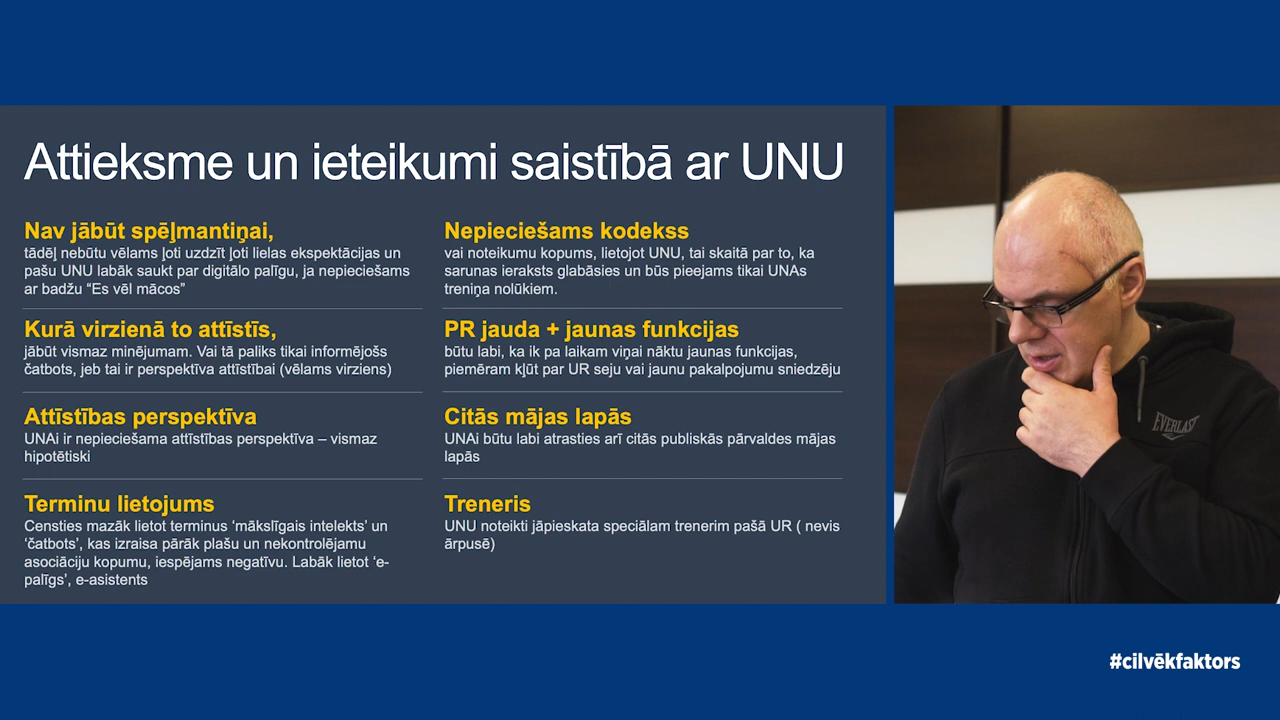 Attieksme un ieteikumi saistībā ar UNU
Nav jābūt spēļmantiņai,
tādēļ nebūtu vēlams ļoti uzdzīt ļoti lielas ekspektācijas un
pašu UNU labāk saukt par digitālo palīgu, ja nepieciešams
ar badžu “Es vēl mācos”
Kurā virzienā to attīstīs,
jābūt vismaz minējumam. Vai tā paliks tikai informējošs
čatbots, jeb tai ir perspektīva attīstībai (vēlams virziens)
Attīstības perspektīva
UNAi ir nepieciešama attīstības perspektīva – vismaz
hipotētiski
Terminu lietojums
Censties mazāk lietot terminus ‘mākslīgais intelekts’ un
‘čatbots’, kas izraisa pārāk plašu un nekontrolējamu
asociāciju kopumu, iespējams negatīvu. Labāk lietot ‘e-
palīgs’, e-asistents
Nepieciešams kodekss
vai noteikumu kopums, lietojot UNU, tai skaitā par to, ka
sarunas ieraksts glabāsies un būs pieejams tikai UNAs
treniņa nolūkiem.
PR jauda + jaunas funkcijas
būtu labi, ka ik pa laikam viņai nāktu jaunas funkcijas,
piemēram kļūt par UR seju vai jaunu pakalpojumu sniedzēju
Citās mājas lapās
UNAi būtu labi atrasties arī citās publiskās pārvaldes mājas
lapās
Treneris
UNU noteikti jāpieskata speciālam trenerim pašā UR ( nevis
ārpusē)
EVERLAST
#cilvēkfaktors